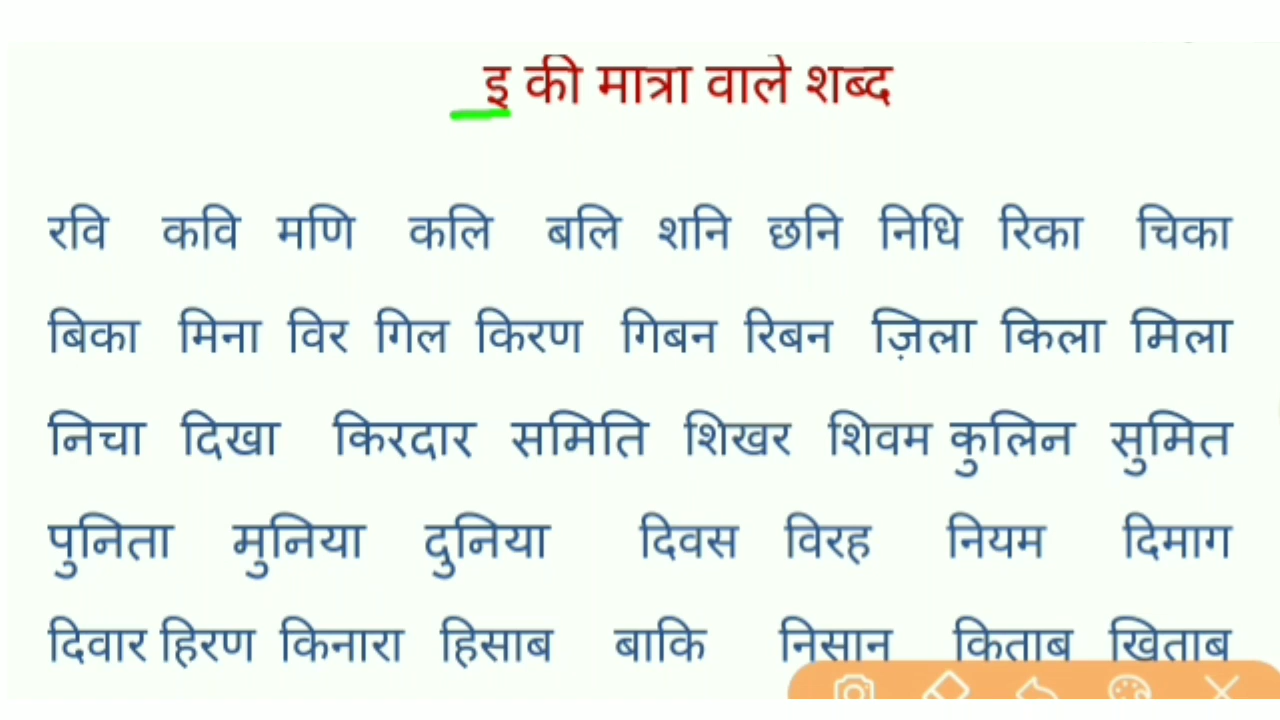 इ की मात्रा वाले शब्द
रवि कवि मणि कलि बलि शनि छनि निधि रिका चिका
बिका मिना विर गिल किरण गिबन रिबन ज़िला किला मिला
निचा दिखा किरदार समिति शिखर शिवम कुलिन सुमित
पुनिता मुनिया दुनिया दिवस विरह नियम दिमाग
दिवार हिरण किनारा हिसाब बाकि निसान किताब खिताब